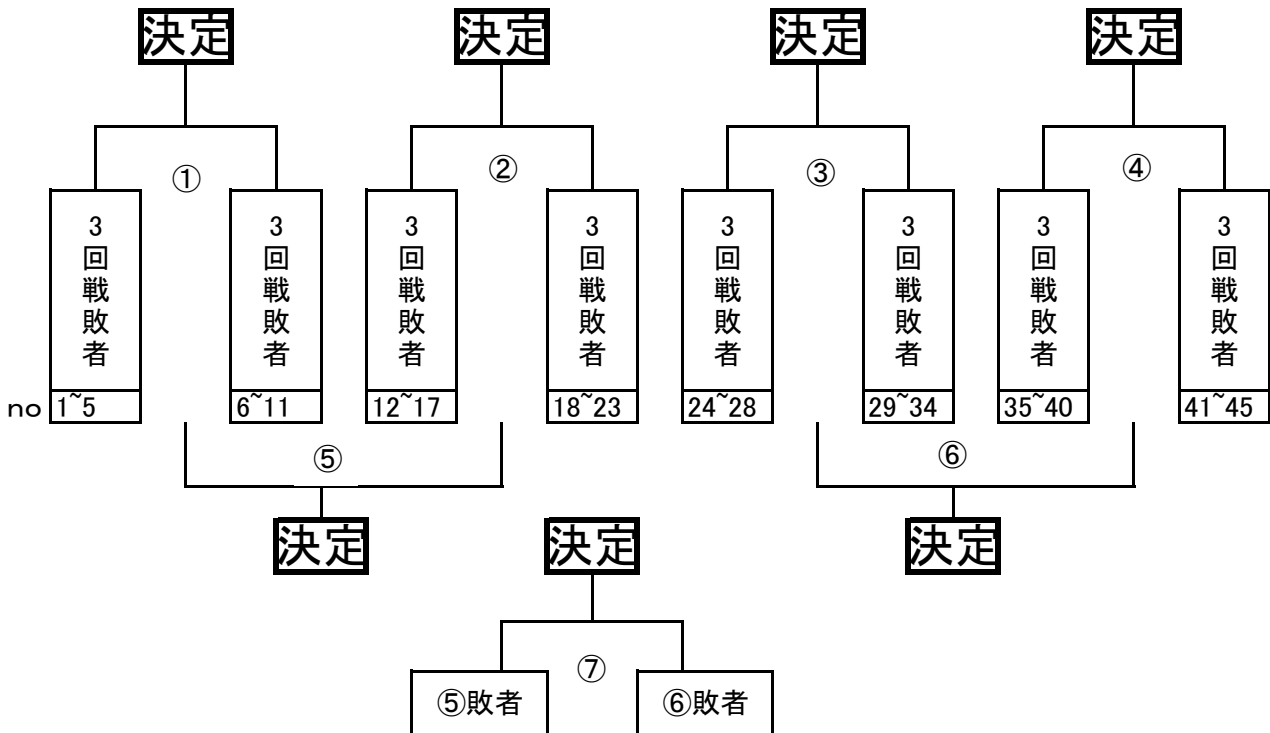 決定 決定 決定 決定
① ② ③ ④
3回戦敗者 3回戦敗者 3回戦敗者 3回戦敗者 3回戦敗者 3回戦敗者 3回戦敗者 3回戦敗者
no 1~5 6~11 12~17 18~23 24~28 29~34 35~40 41~45
⑤ ⑥
決定 決定 決定
⑦
⑤敗者 ⑥敗者